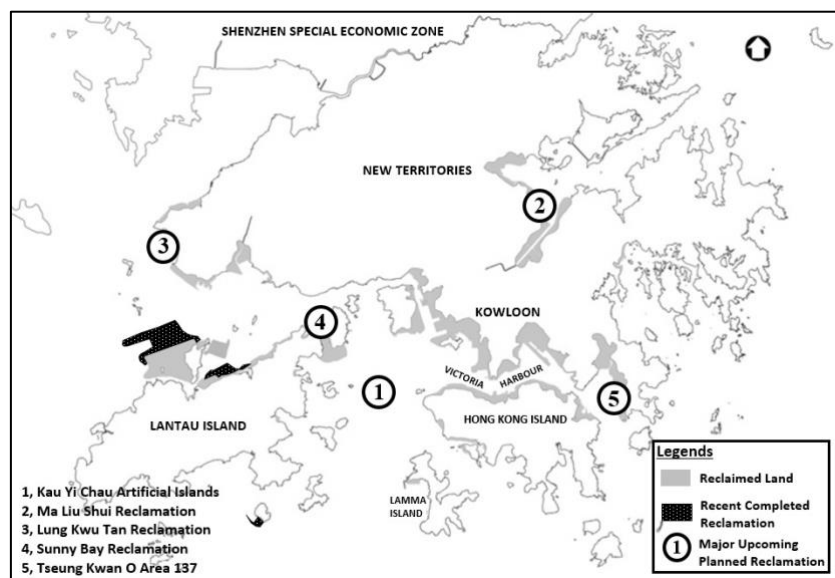 SHENZHEN SPECIAL ECONOMIC ZONE
NEW TERRITORIES
2
3
KOWLOON
4
VICTORIA HARBOUR
1
5
LANTAU ISLAND
HONG KONG ISLAND
LAMMA
ISLAND
1, Kau Yi Chau Artificial Islands
2, Ma Liu Shui Reclamation
3, Lung Kwu Tan Reclamation
4, Sunny Bay Reclamation
5, Tseung Kwan O Area 137
Legends
Reclaimed Land
Recent Completed
Reclamation
1 Major Upcoming
Planned Reclamation